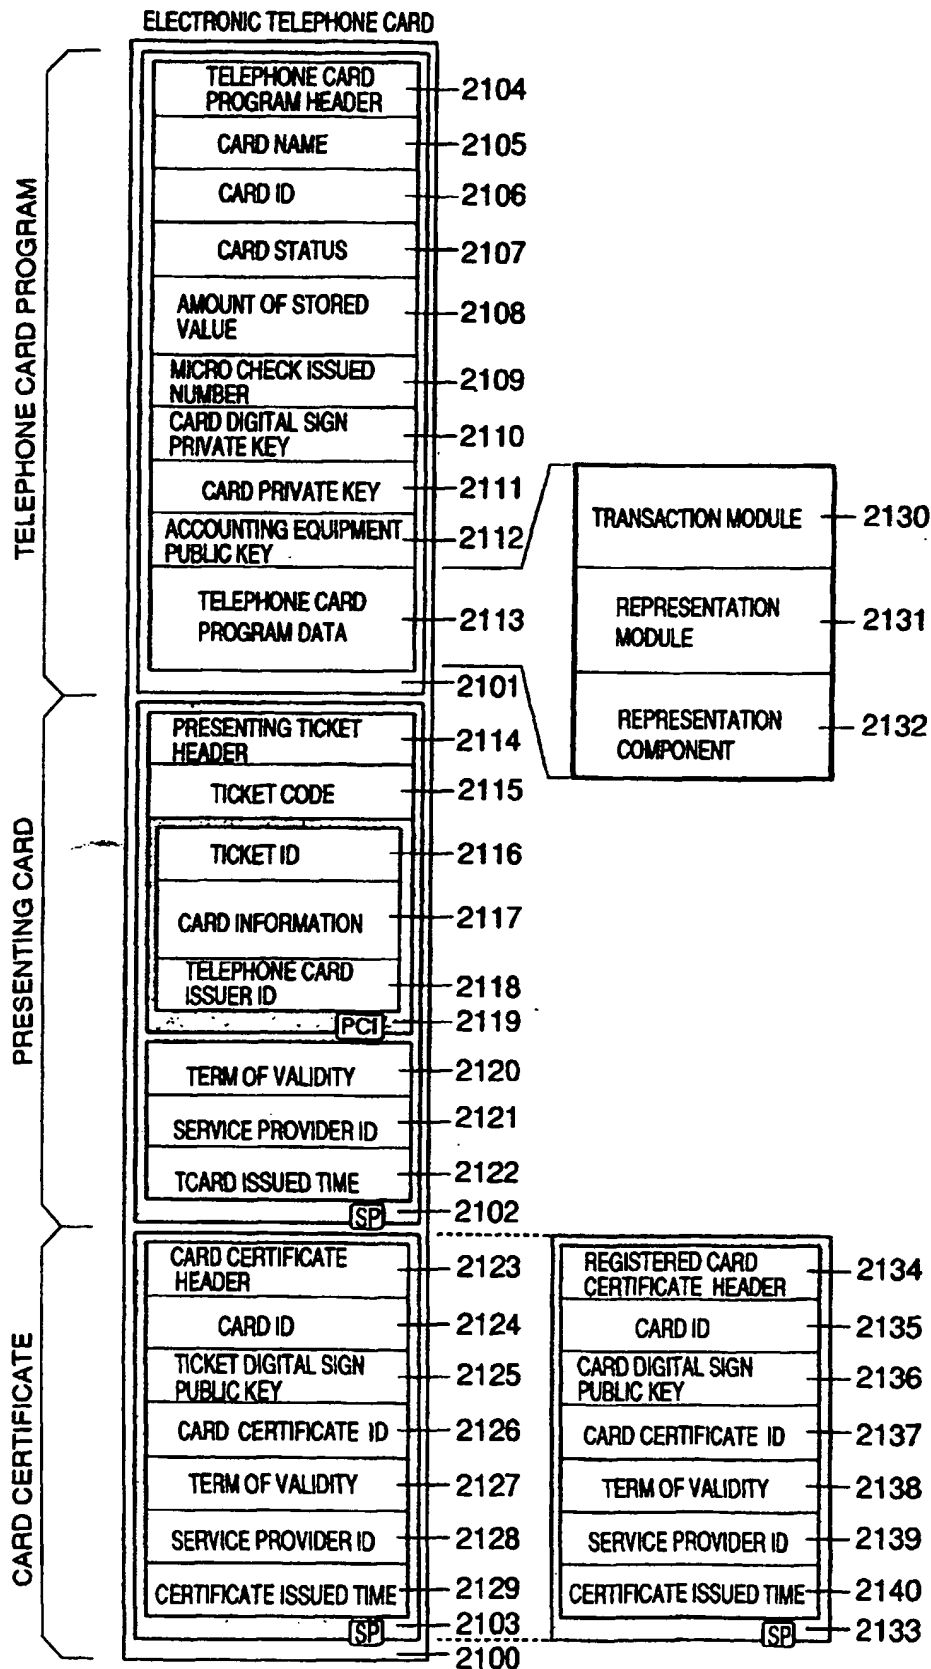 ELECTRONIC TELEPHONE CARD
TELEPHONE CARD PROGRAM
TELEPHONE CARD
PROGRAM HEADER
2104
CARD NAME
2105
CARD ID
2106
CARD STATUS
2107
AMOUNT OF STORED
VALUE
2108
MICRO CHECK ISSUED
NUMBER
2109
CARD DIGITAL SIGN
PRIVATE KEY
2110
CARD PRIVATE KEY
2111
ACCOUNTING EQUIPMENT
PUBLIC KEY
2112
TELEPHONE CARD
PROGRAM DATA
2113
2101
TRANSACTION MODULE
2130
REPRESENTATION
MODULE
2131
REPRESENTATION
COMPONENT
2132
PRESENTING CARD
PRESENTING TICKET
HEADER
2114
TICKET CODE
2115
TICKET ID
2116
CARD INFORMATION
2117
TELEPHONE CARD
ISSUER ID
2118
PCI
2119
TERM OF VALIDITY
2120
SERVICE PROVIDER ID
2121
TCARD ISSUED TIME
2122
SP
2102
CARD CERTIFICATE
CARD CERTIFICATE
HEADER
2123
CARD ID
2124
TICKET DIGITAL SIGN
PUBLIC KEY
2125
CARD CERTIFICATE ID
2126
TERM OF VALIDITY
2127
SERVICE PROVIDER ID
2128
CERTIFICATE ISSUED TIME
2129
SP
2103
2100
REGISTERED CARD
CERTIFICATE HEADER
2134
CARD ID
2135
CARD DIGITAL SIGN
PUBLIC KEY
2136
CARD CERTIFICATE ID
2137
TERM OF VALIDITY
2138
SERVICE PROVIDER ID
2139
CERTIFICATE ISSUED TIME
2140
SP
2133